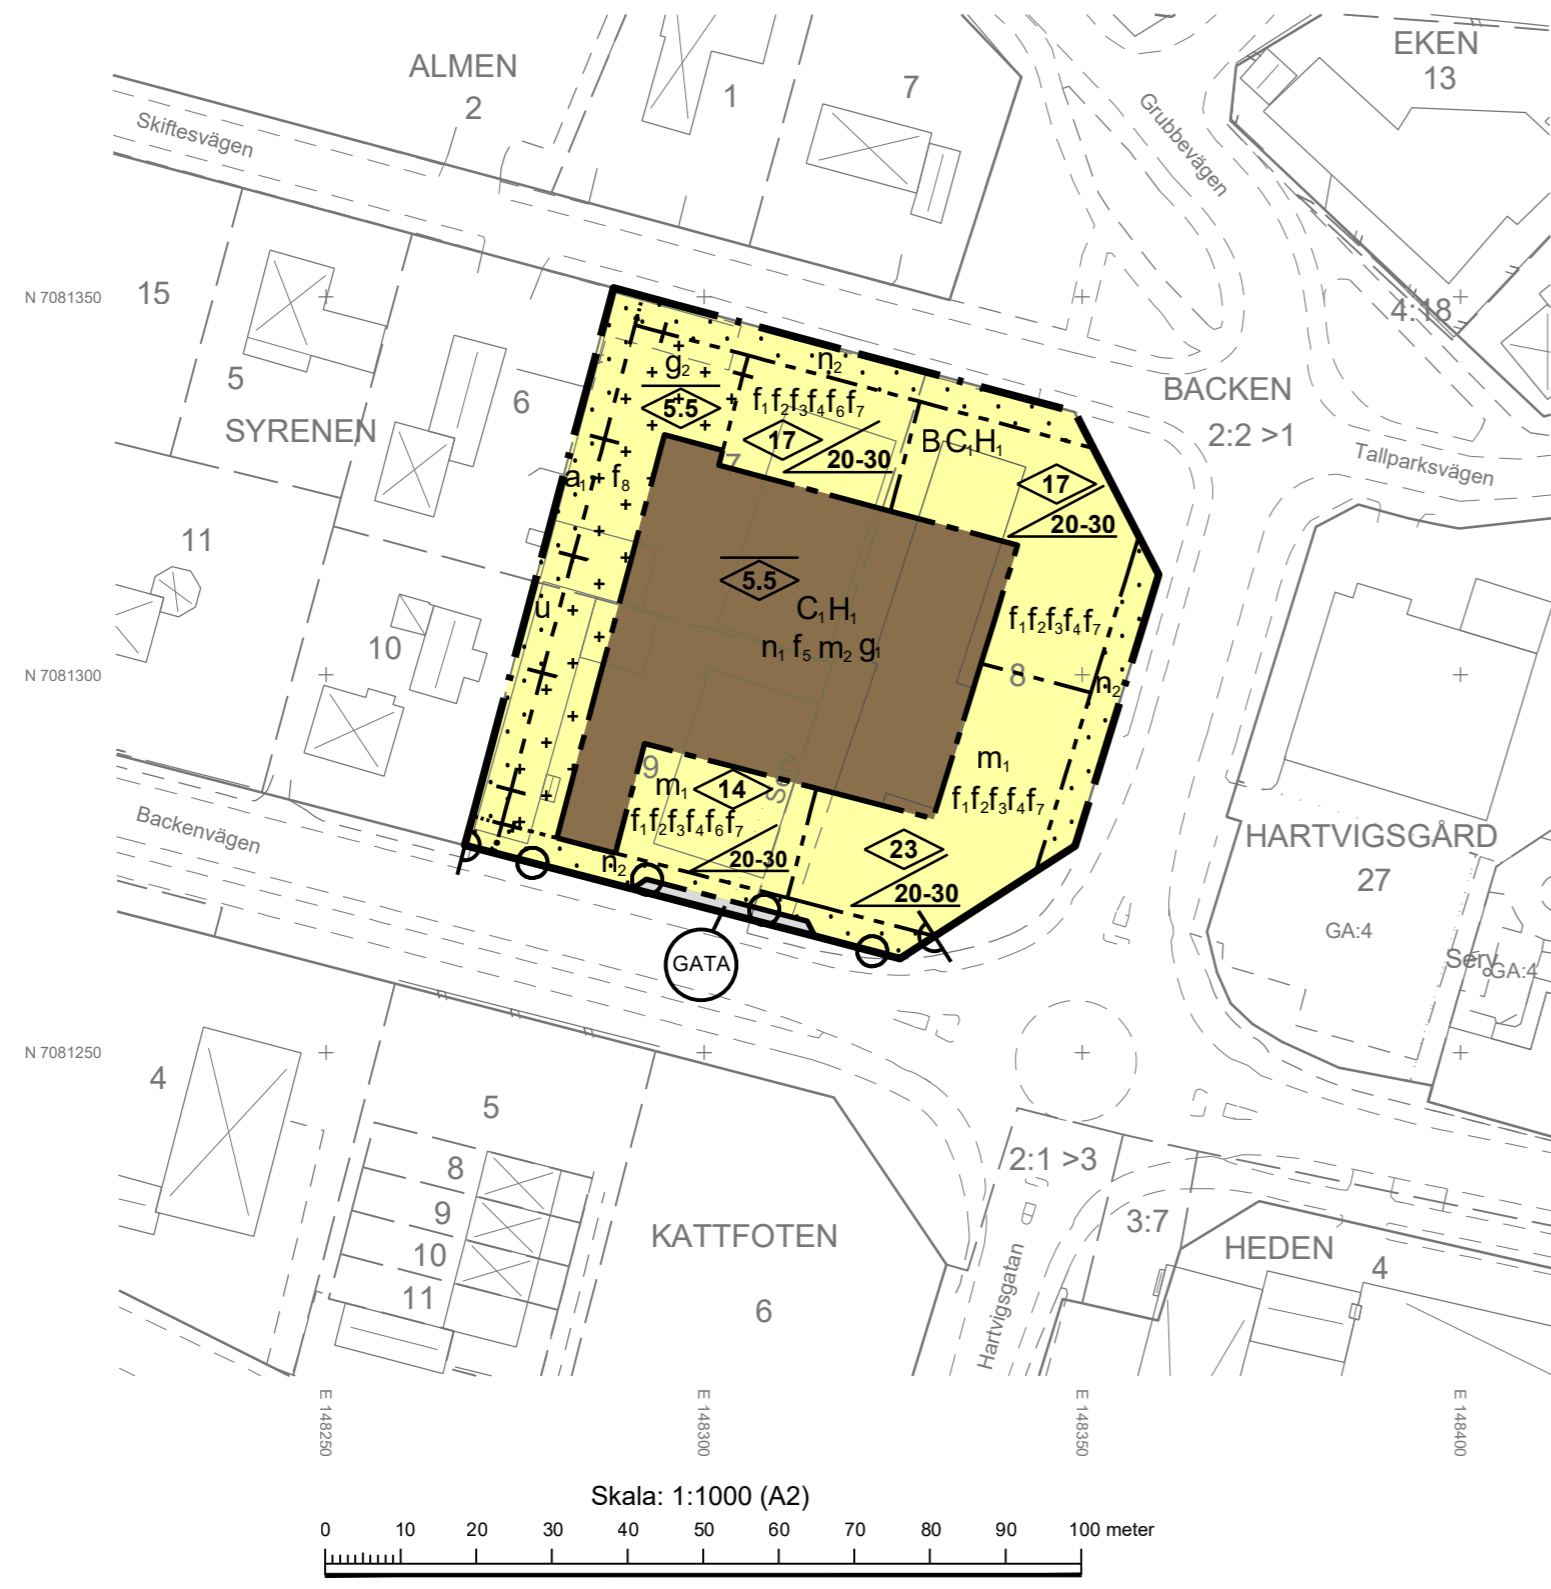 ALMEN
2
1
7
EKEN
13
Skiftesvägen
Grubbevägen
N 7081350
15
4:18
5
SYRENEN
6
g₂
5.5
n₂
f₁f₂f₃f₄f₆f₇
17
20-30
7
BC₁H₁
17
20-30
BACKEN
2:2 >1
Tallparksvägen
a₁
f₈
11
5.5
C₁H₁
n₁ f₅ m₂ g₁
u
10
f₁f₂f₃f₄f₇
N 7081300
8
n₂
9
m₁
14
Serv
f₁f₂f₃f₄f₆f₇
20-30
m₁
f₁f₂f₃f₄f₇
23
20-30
Backenvägen
n₂
GATA
HARTVIGSGÅRD
27
GA:4
Serv
GA:4
N 7081250
4
5
8
9
10
11
KATTFOTEN
6
2:1 >3
3:7
HEDEN
4
Hartvigsgatan
E 148250
E 148300
E 148350
E 148400
Skala: 1:1000 (A2)
0 10 20 30 40 50 60 70 80 90 100 meter